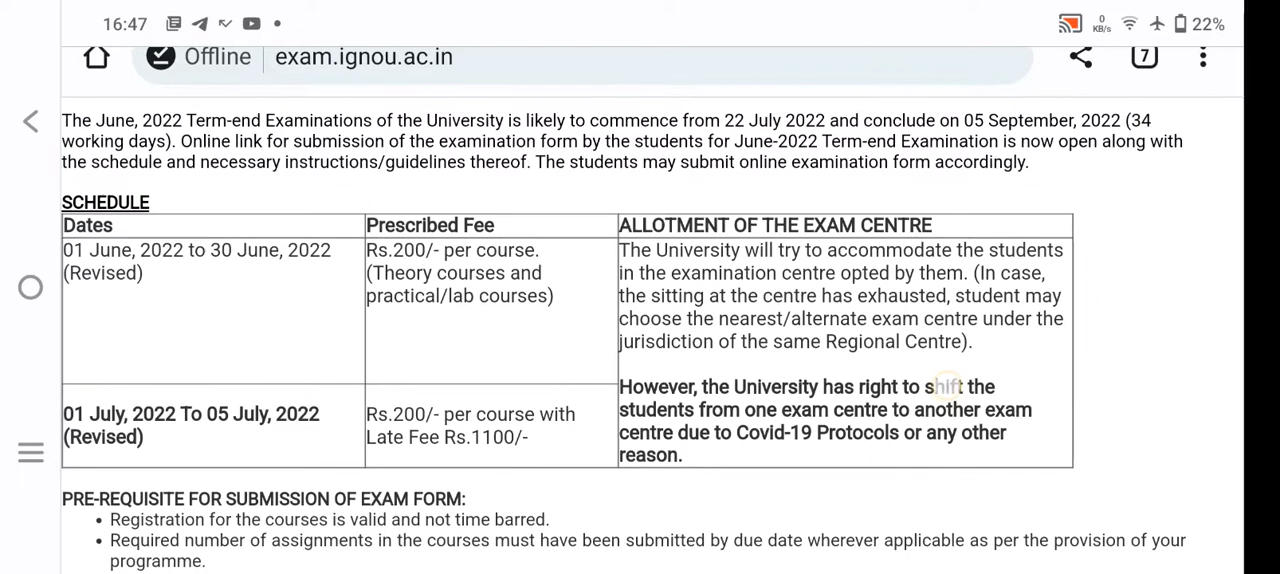 16:47
0 KB/s
22%
Offline
exam.ignou.ac.in
7
The June, 2022 Term-end Examinations of the University is likely to commence from 22 July 2022 and conclude on 05 September, 2022 (34
working days). Online link for submission of the examination form by the students for June-2022 Term-end Examination is now open along with
the schedule and necessary instructions/guidelines thereof. The students may submit online examination form accordingly.
SCHEDULE
Dates
Prescribed Fee
ALLOTMENT OF THE EXAM CENTRE
01 June, 2022 to 30 June, 2022
(Revised)
Rs.200/- per course.
(Theory courses and
practical/lab courses)
The University will try to accommodate the students
in the examination centre opted by them. (In case,
the sitting at the centre has exhausted, student may
choose the nearest/alternate exam centre under the
jurisdiction of the same Regional Centre).
However, the University has right to shift the
students from one exam centre to another exam
centre due to Covid-19 Protocols or any other
reason.
01 July, 2022 To 05 July, 2022
(Revised)
Rs.200/- per course with
Late Fee Rs.1100/-
PRE-REQUISITE FOR SUBMISSION OF EXAM FORM:
• Registration for the courses is valid and not time barred.
• Required number of assignments in the courses must have been submitted by due date wherever applicable as per the provision of your
programme.